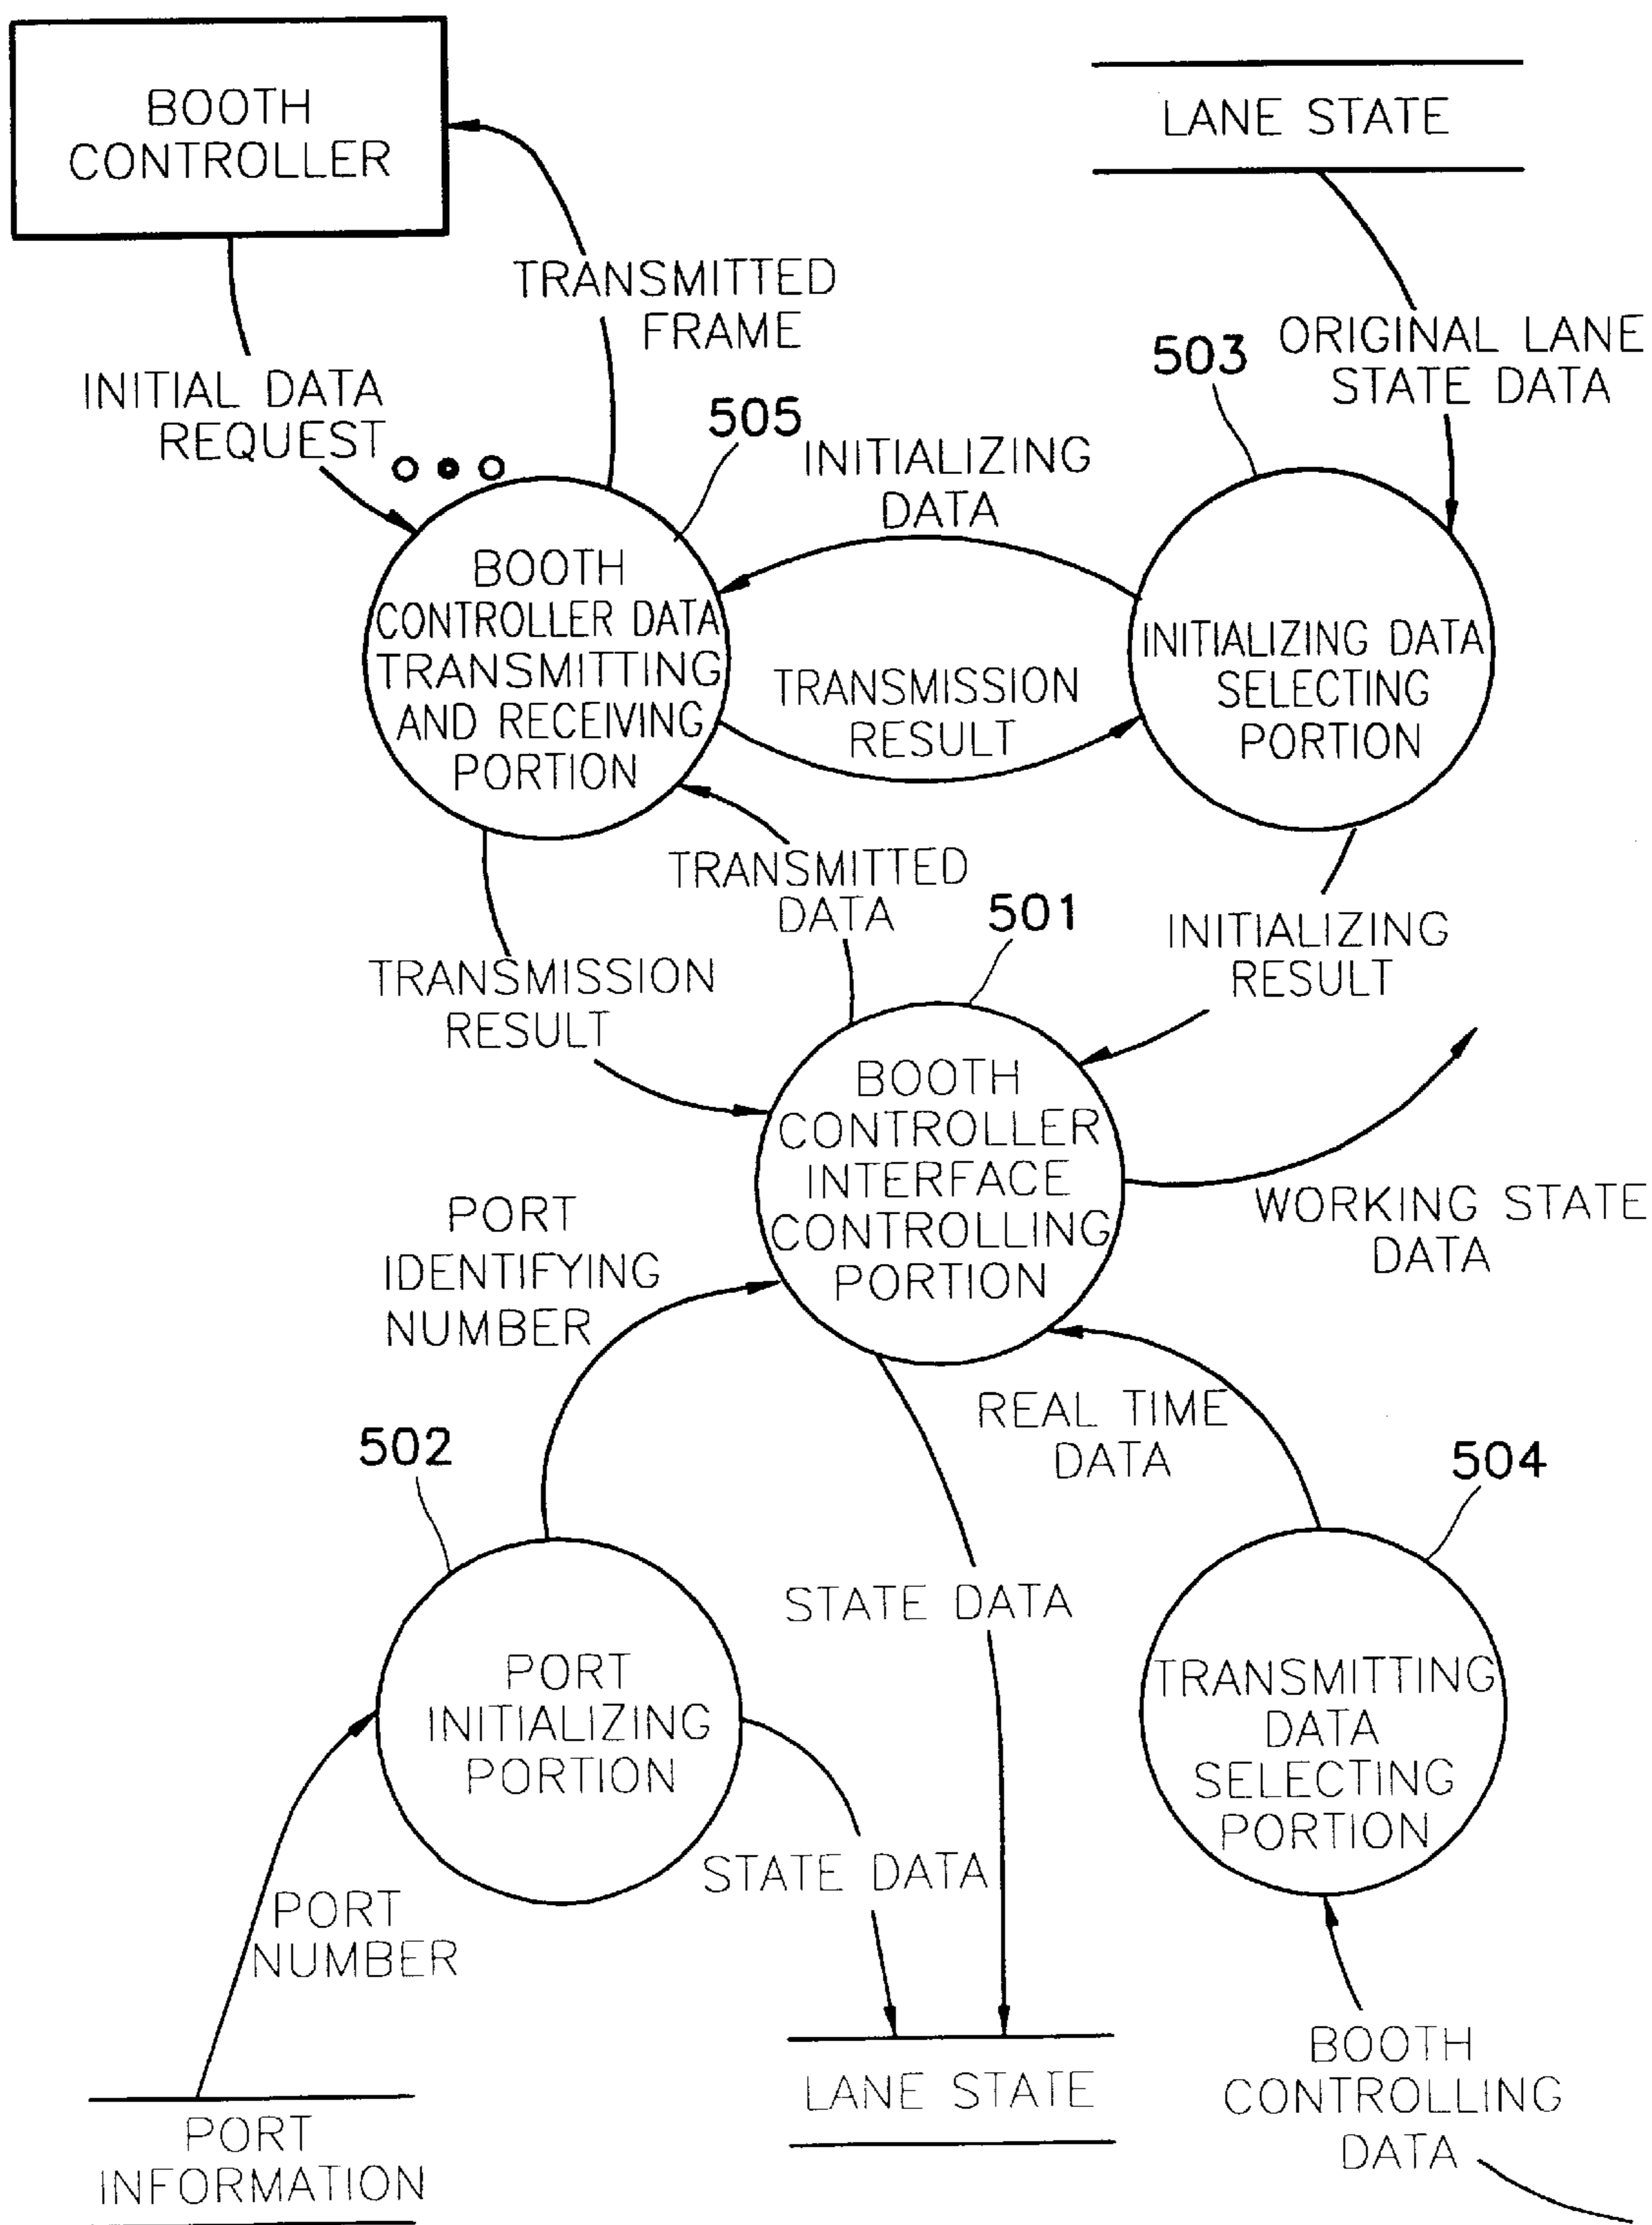 BOOTH
CONTROLLER
LANE STATE
TRANSMITTED
FRAME
INITIAL DATA
REQUEST
503
ORIGINAL LANE
STATE DATA
505
INITIALIZING
DATA
BOOTH
CONTROLLER DATA
TRANSMITTING
AND RECEIVING
PORTION
INITIALIZING DATA
SELECTING
PORTION
TRANSMISSION
RESULT
TRANSMITTED
DATA
501
INITIALIZING
RESULT
TRANSMISSION
RESULT
BOOTH
CONTROLLER
INTERFACE
CONTROLLING
PORTION
WORKING STATE
DATA
PORT
IDENTIFYING
NUMBER
REAL TIME
DATA
502
504
STATE DATA
PORT
INITIALIZING
PORTION
TRANSMITTING
DATA
SELECTING
PORTION
STATE DATA
PORT
NUMBER
LANE STATE
BOOTH
CONTROLLING
DATA
PORT
INFORMATION